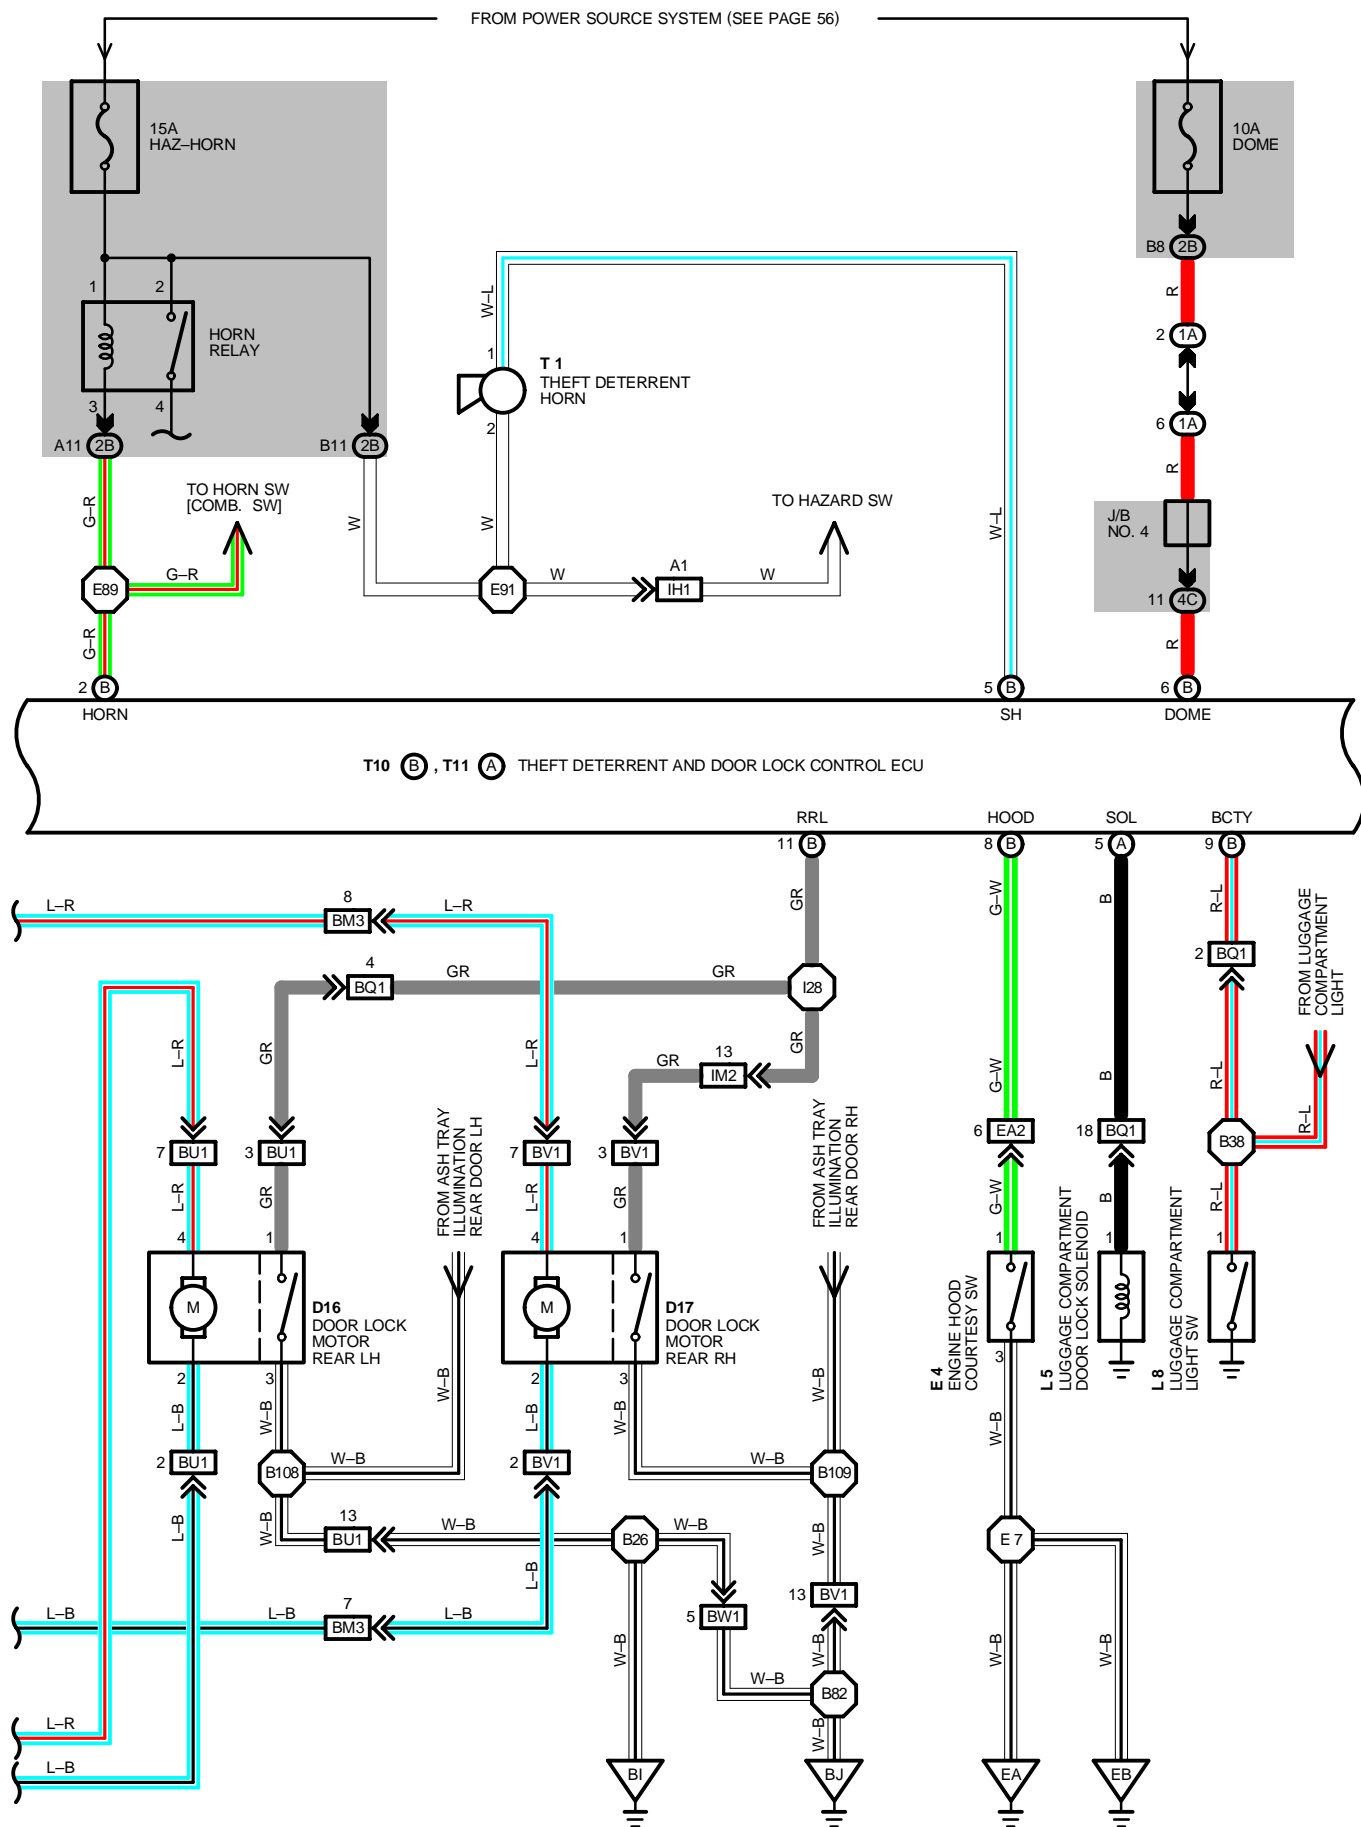 FROM POWER SOURCE SYSTEM (SEE PAGE 56)
15A
HAZ–HORN
10A
DOME
B8 2B
R
1 2
HORN
RELAY
W–L
2 1A
1
T 1
THEFT DETERRENT
HORN
3 4
2
6 1A
A11 2B
B11 2B
R
TO HORN SW
[COMB. SW]
TO HAZARD SW
G–R
W
W
W–L
J/B
NO. 4
G–R
E89
E91
W
A1
IH1
W
11 4C
G–R
R
2 B
5 B
6 B
HORN
SH
DOME
T10 B , T11 A THEFT DETERRENT AND DOOR LOCK CONTROL ECU
RRL
HOOD
SOL
BCTY
11 B
8 B
5 A
9 B
L–R
8
BM3
L–R
GR
G–W
B
R–L
2 BQ1
FROM LUGGAGE
COMPARTMENT
LIGHT
4
BQ1
GR
GR
I28
L–R
GR
L–R
GR
13
IM2
GR
G–W
B
R–L
R–L
7 BU1
3 BU1
7 BV1
3 BV1
6 EA2
18 BQ1
B38
FROM ASH TRAY
ILLUMINATION
REAR DOOR LH
FROM ASH TRAY
ILLUMINATION
REAR DOOR RH
L–R
GR
L–R
GR
G–W
B
R–L
4
1
4
1
1
1
1
M
D16
DOOR LOCK
MOTOR
REAR LH
M
D17
DOOR LOCK
MOTOR
REAR RH
E 4
ENGINE HOOD
COURTESY SW
L 5
LUGGAGE COMPARTMENT
DOOR LOCK SOLENOID
L 8
LUGGAGE COMPARTMENT
LIGHT SW
2
3
2
3
3
L–B
W–B
W–B
L–B
W–B
W–B
W–B
2 BU1
B108
W–B
2 BV1
W–B
B109
L–B
W–B
13
BU1
W–B
B26
W–B
W–B
E 7
L–B
5 BW1
13 BV1
L–B
L–B
7
BM3
L–B
W–B
W–B
W–B
W–B
W–B
B82
L–R
W–B
L–B
BI
BJ
EA
EB